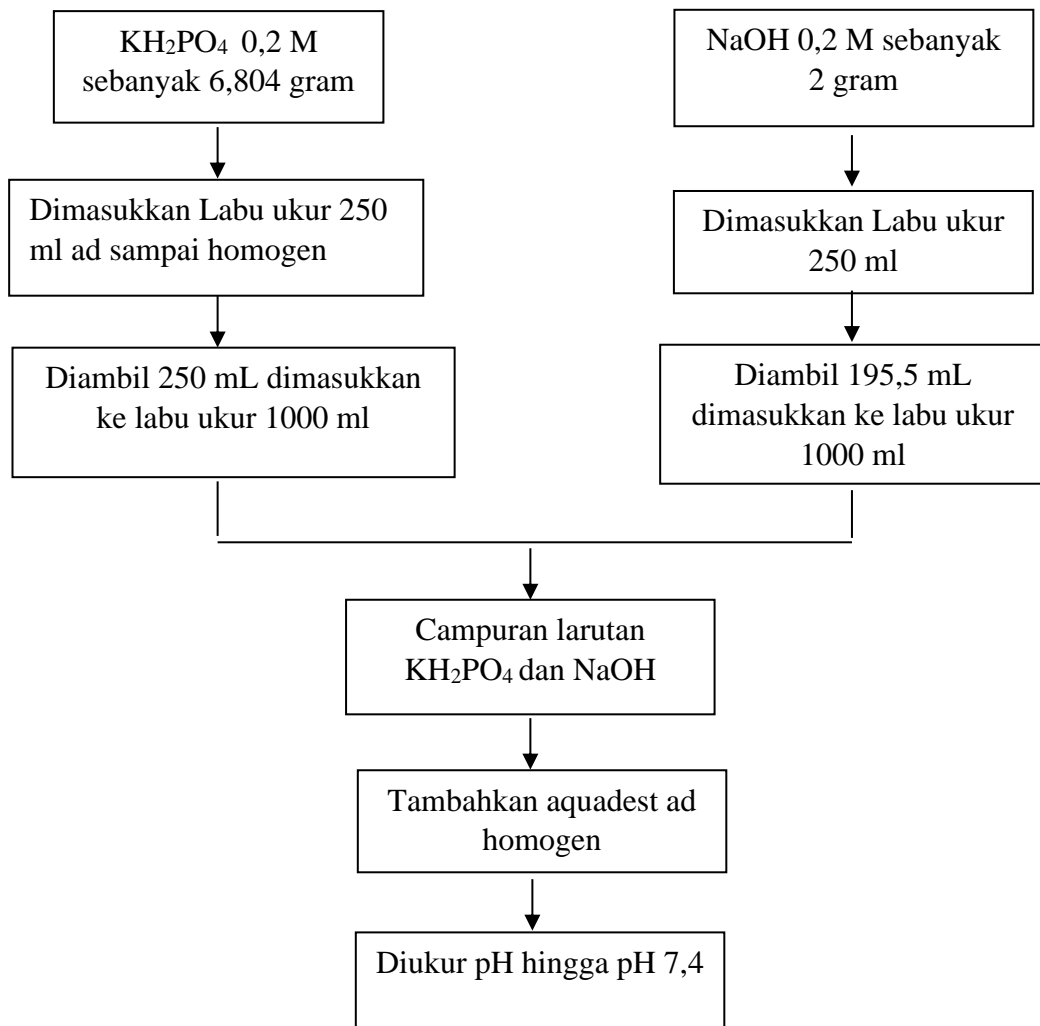 KH₂PO₄ 0,2 M
sebanyak 6,804 gram
NaOH 0,2 M sebanyak
2 gram
Dimasukkan Labu ukur 250
ml ad sampai homogen
Dimasukkan Labu ukur
250 ml
Diambil 250 mL dimasukkan
ke labu ukur 1000 ml
Diambil 195,5 mL
dimasukkan ke labu ukur
1000 ml
Campuran larutan
KH₂PO₄ dan NaOH
Tambahkan aquadest ad
homogen
Diukur pH hingga pH 7,4